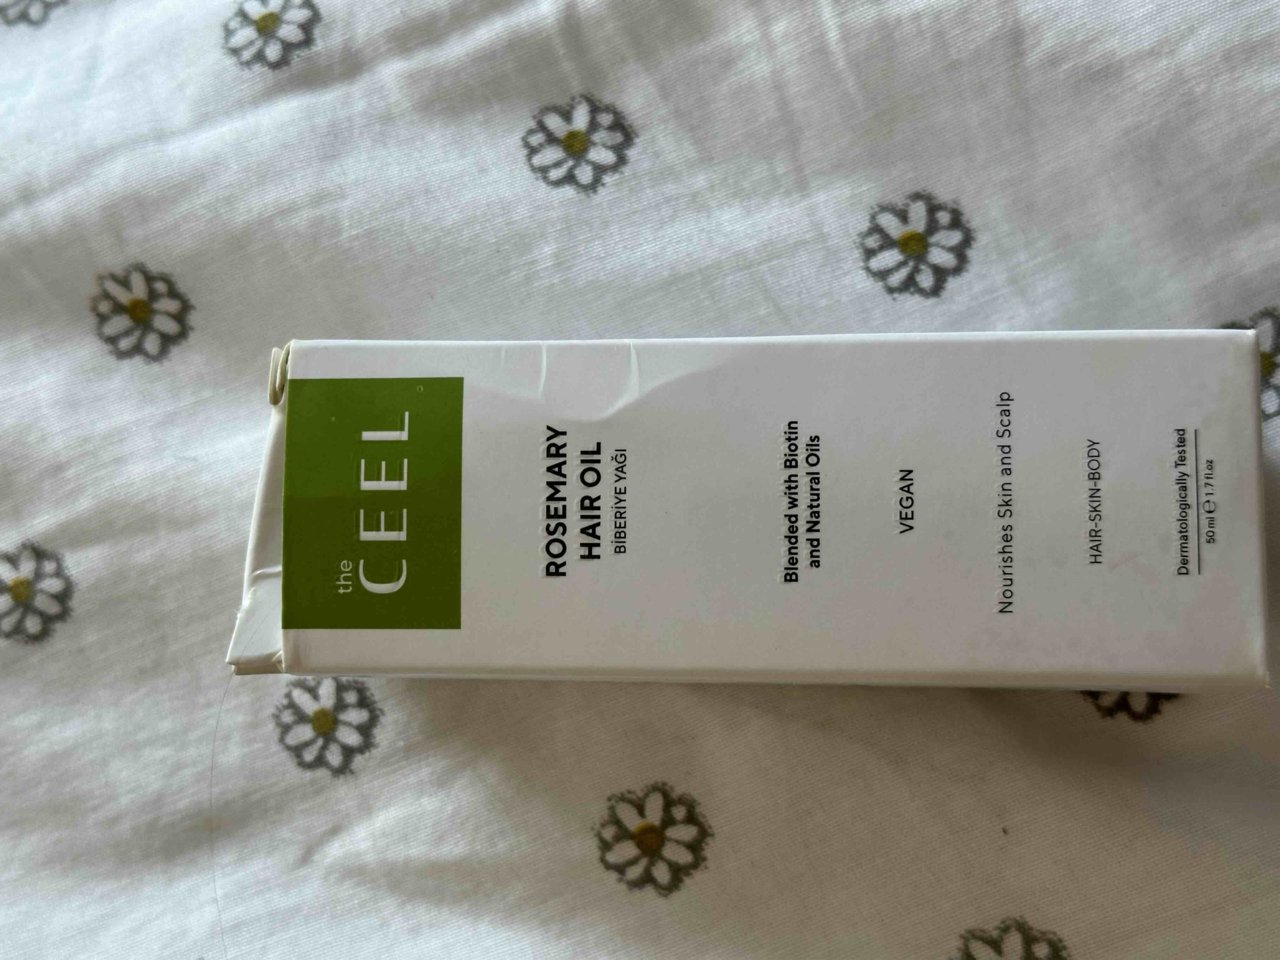 the
CEEL
ROSEMARY
HAIR OIL
BİBERİYE YAĞI
Blended with Biotin
and Natural Oils
VEGAN
Nourishes Skin and Scalp
HAIR-SKIN-BODY
Dermatologically Tested
50 ml ℮ 1.7 fl.oz